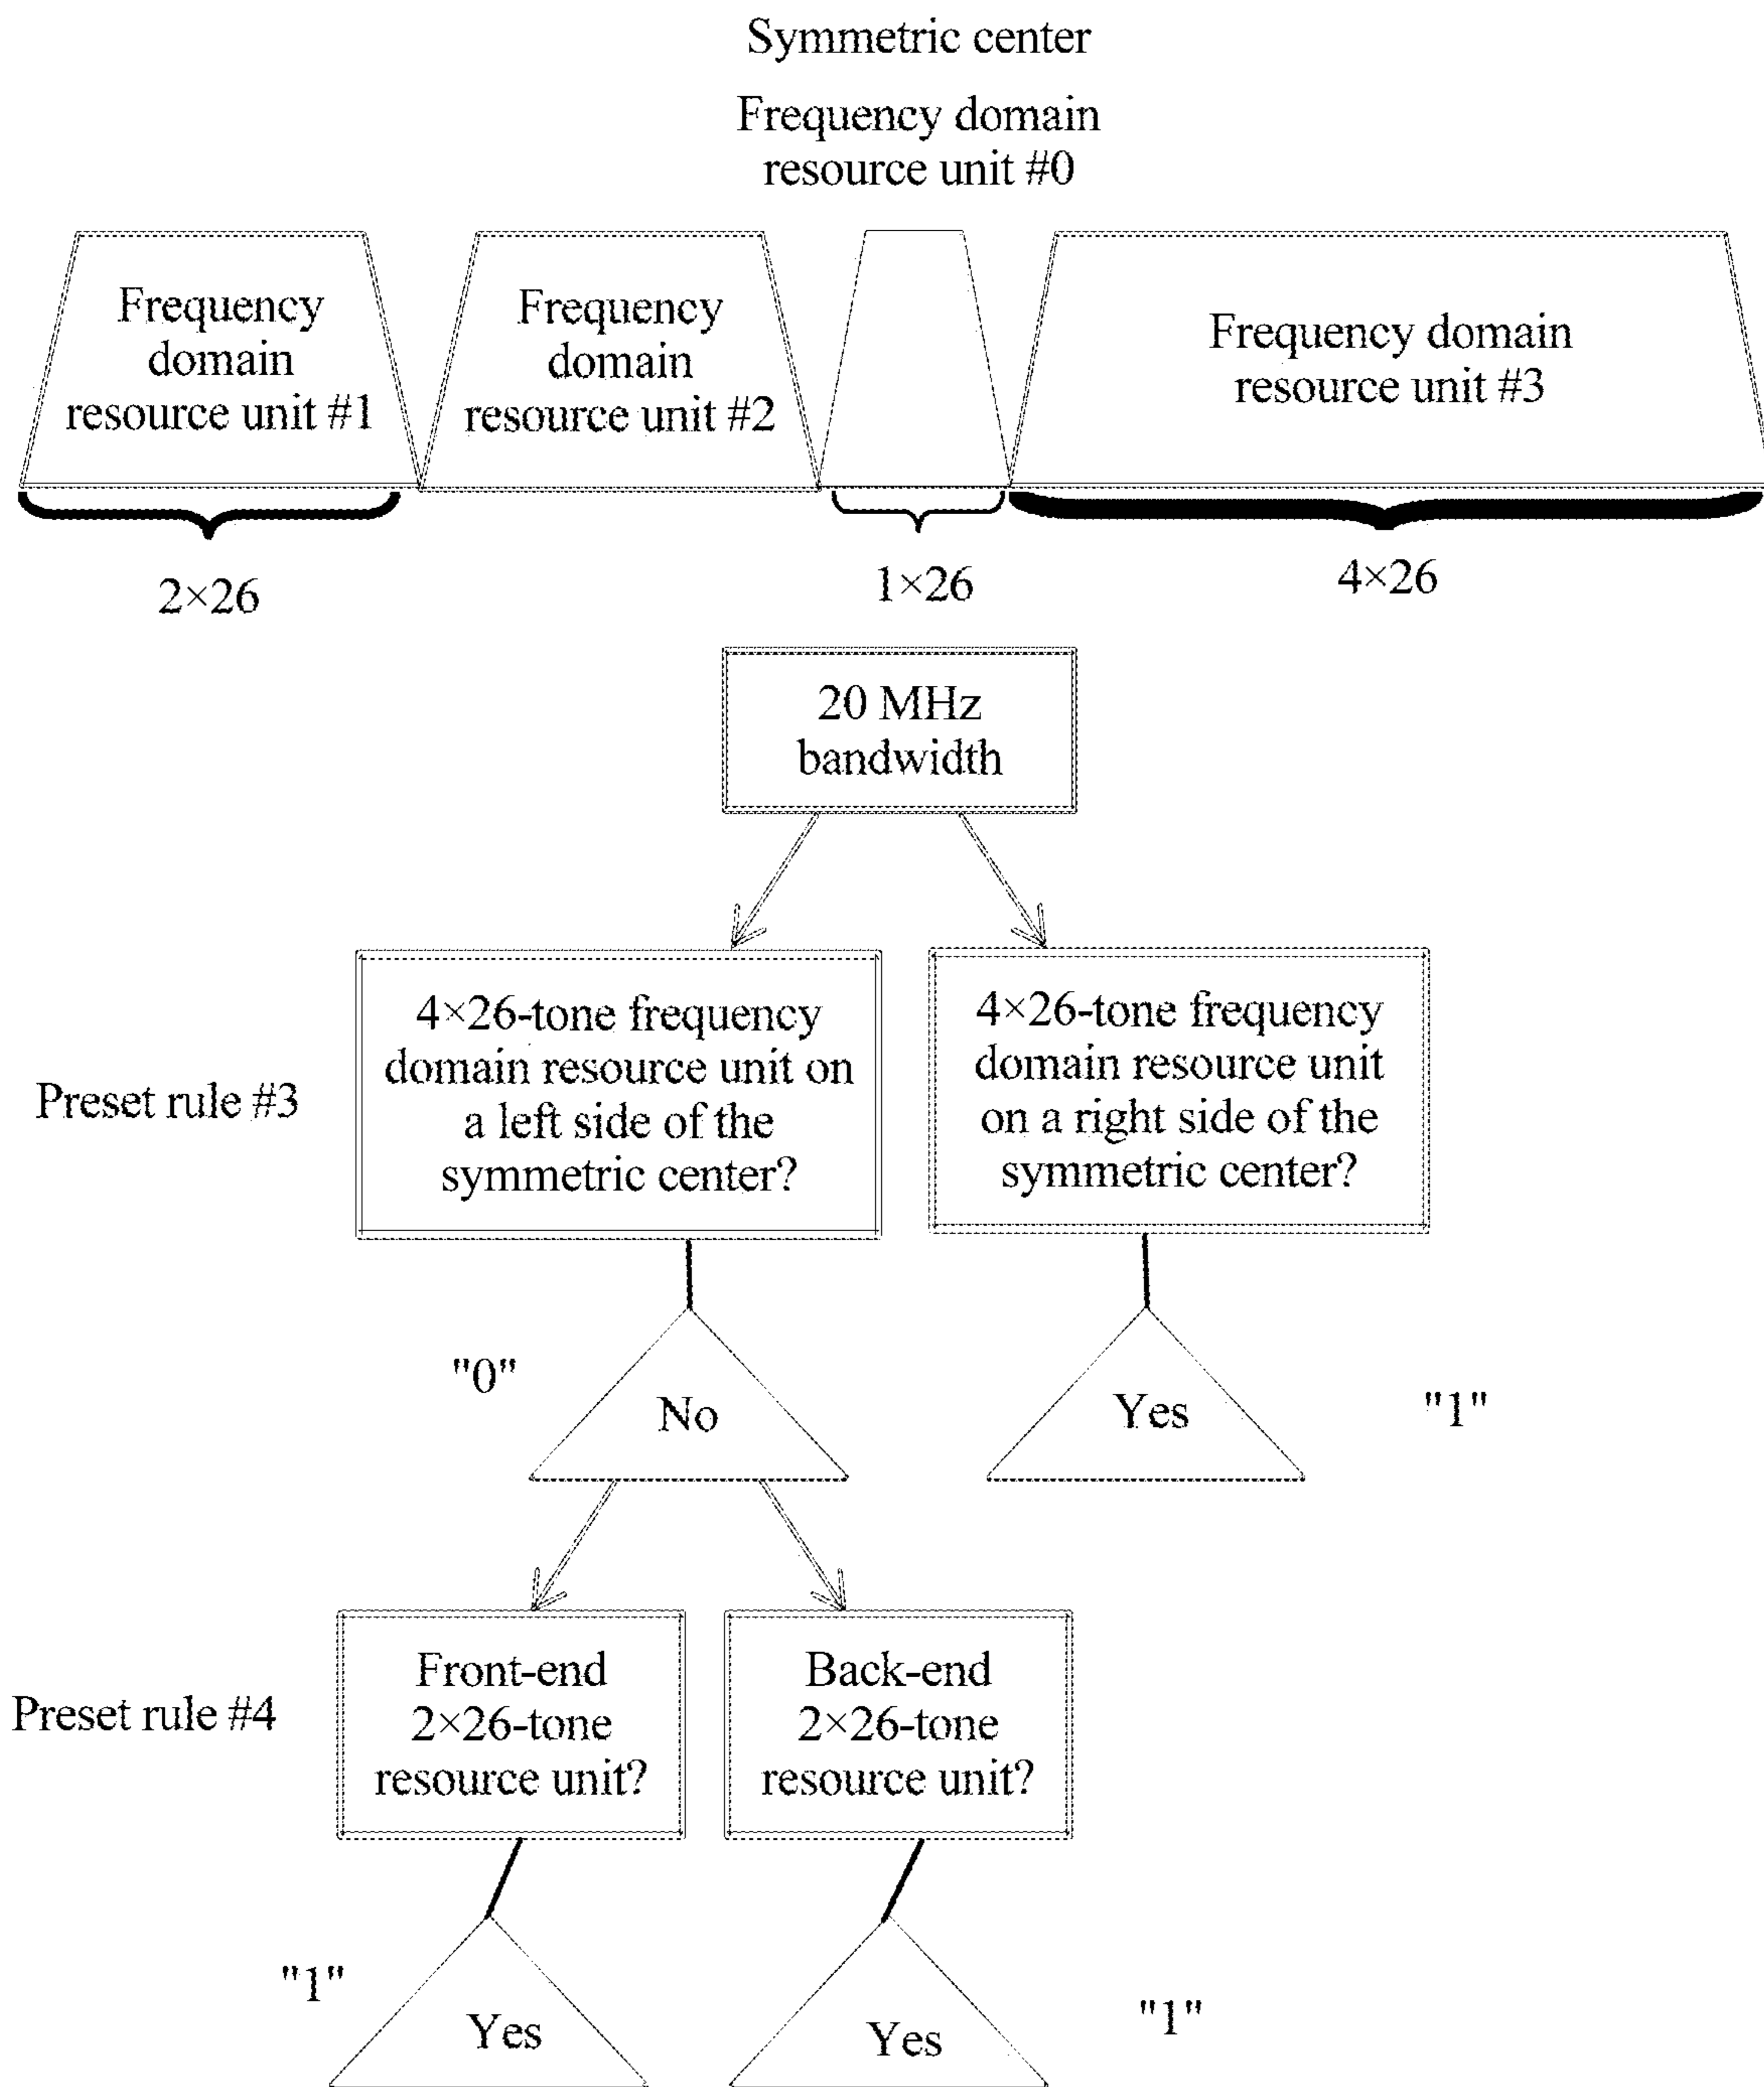 Symmetric center
Frequency domain
resource unit #0
Frequency
domain
resource unit #1
Frequency
domain
resource unit #2
Frequency domain
resource unit #3
2×26
1×26
4×26
20 MHz
bandwidth
Preset rule #3
4×26-tone frequency
domain resource unit on
a left side of the
symmetric center?
4×26-tone frequency
domain resource unit
on a right side of the
symmetric center?
"0"
No
Yes
"1"
Preset rule #4
Front-end
2×26-tone
resource unit?
Back-end
2×26-tone
resource unit?
"1"
Yes
Yes
"1"